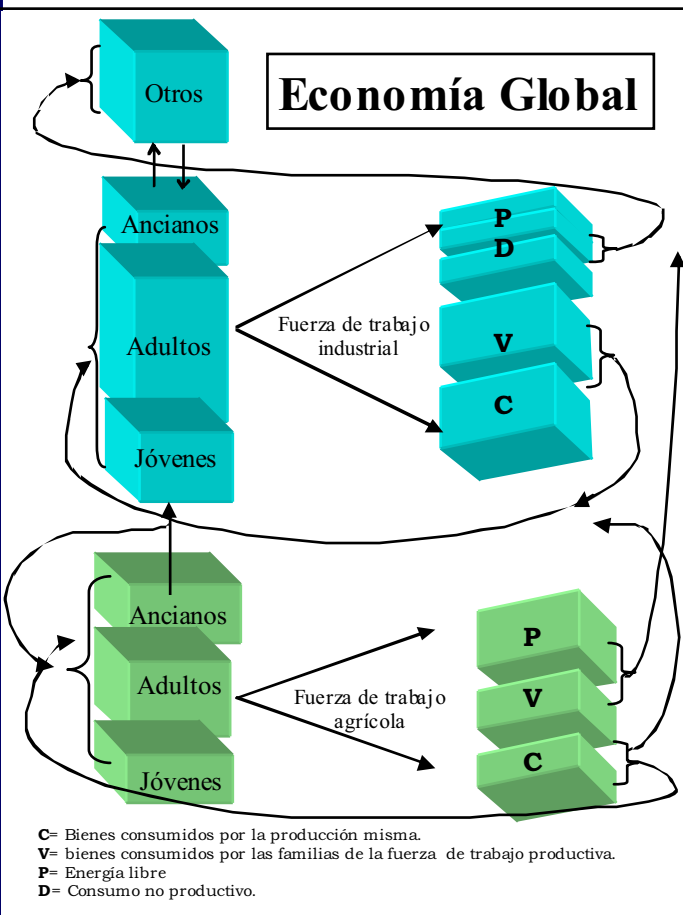 Economía Global
Otros
Ancianos
Adultos
Jóvenes
Fuerza de trabajo
industrial
P
D
V
C
Ancianos
Adultos
Jóvenes
Fuerza de trabajo
agrícola
P
V
C
C= Bienes consumidos por la producción misma.
V= bienes consumidos por las familias de la fuerza de trabajo productiva.
P= Energía libre
D= Consumo no productivo.